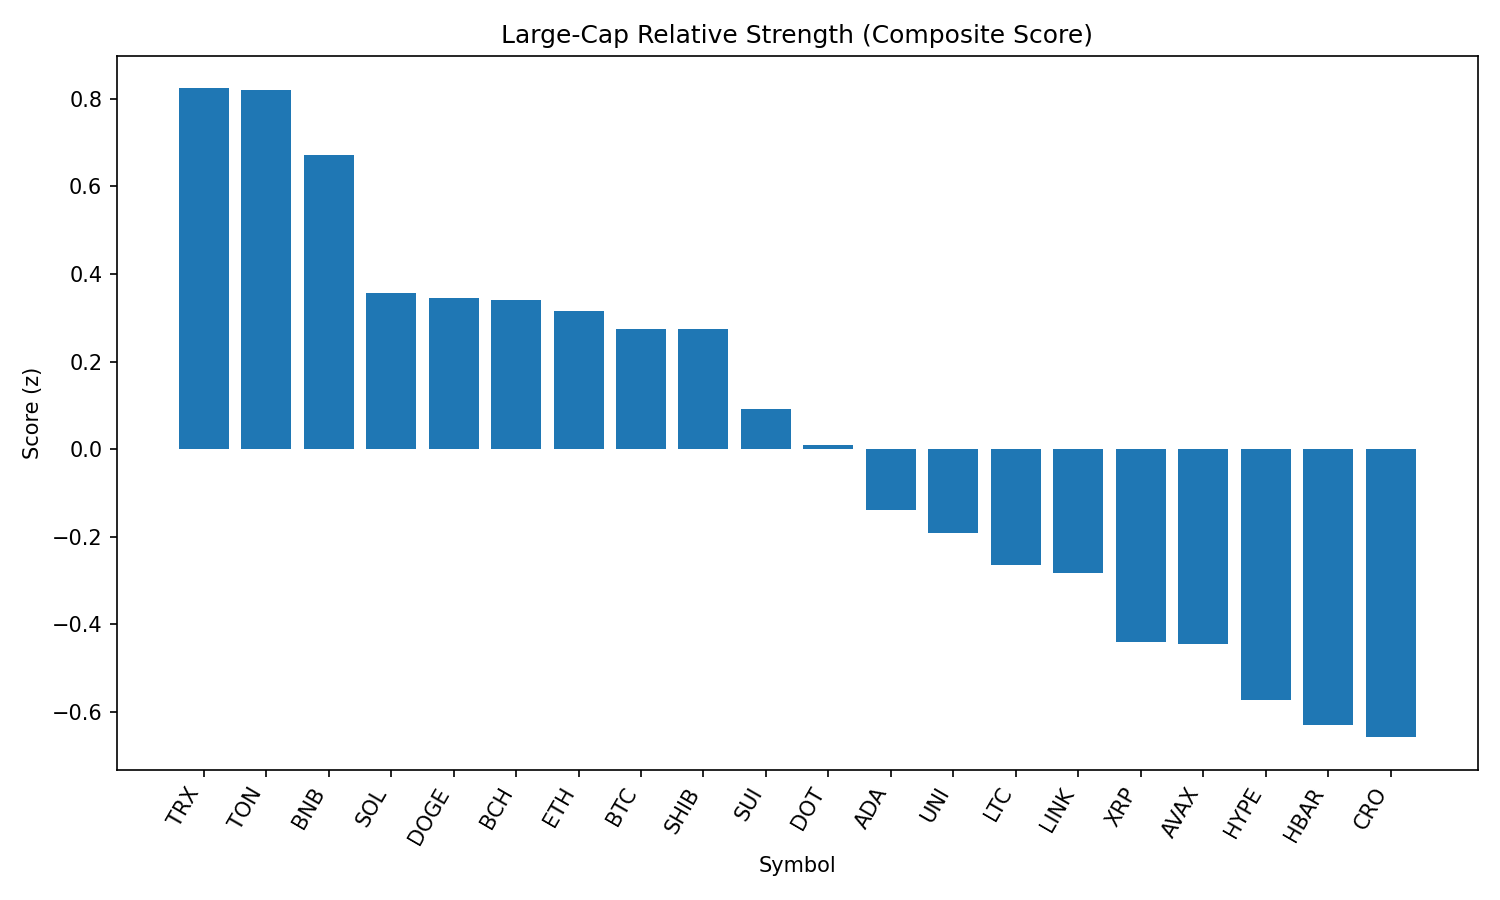 Large-Cap Relative Strength (Composite Score)
Score (z)
0.8
0.6
0.4
0.2
0.0
−0.2
−0.4
−0.6
TRX
TON
BNB
SOL
DOGE
BCH
ETH
BTC
SHIB
SUI
DOT
ADA
UNI
LTC
LINK
XRP
AVAX
HYPE
HBAR
CRO
Symbol